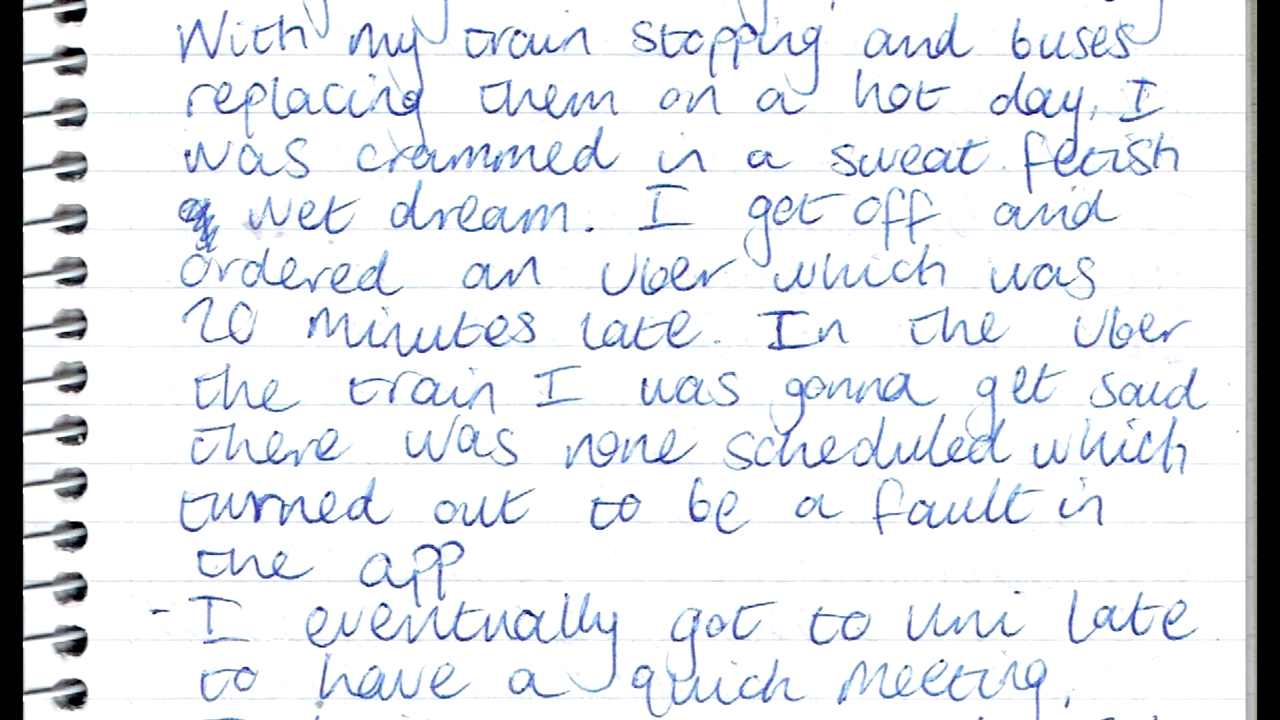 With my train stopping and buses
replacing them on a hot day, I
was crammed in a sweat fetish
wet dream. I get off and
ordered an Uber which was
20 minutes late. In the Uber
the train I was gonna get said
there was none scheduled which
turned out to be a fault in
the app
- I eventually got to uni late
to have a quick meeting,